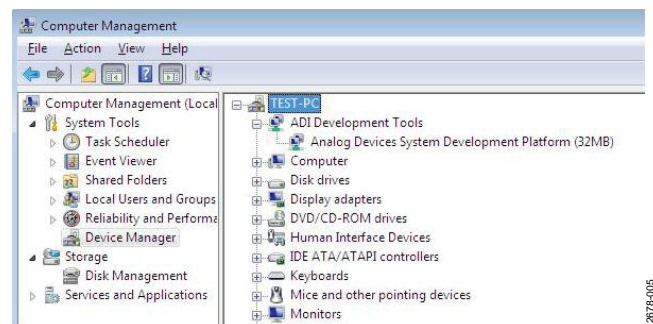 Computer Management
File Action View Help
Computer Management (Local
System Tools
Task Scheduler
Event Viewer
Shared Folders
Local Users and Groups
Reliability and Performa
Device Manager
Storage
Disk Management
Services and Applications
TEST-PC
ADI Development Tools
Analog Devices System Development Platform (32MB)
Computer
Disk drives
Display adapters
DVD/CD-ROM drives
Human Interface Devices
IDE ATA/ATAPI controllers
Keyboards
Mice and other pointing devices
Monitors
2678-005